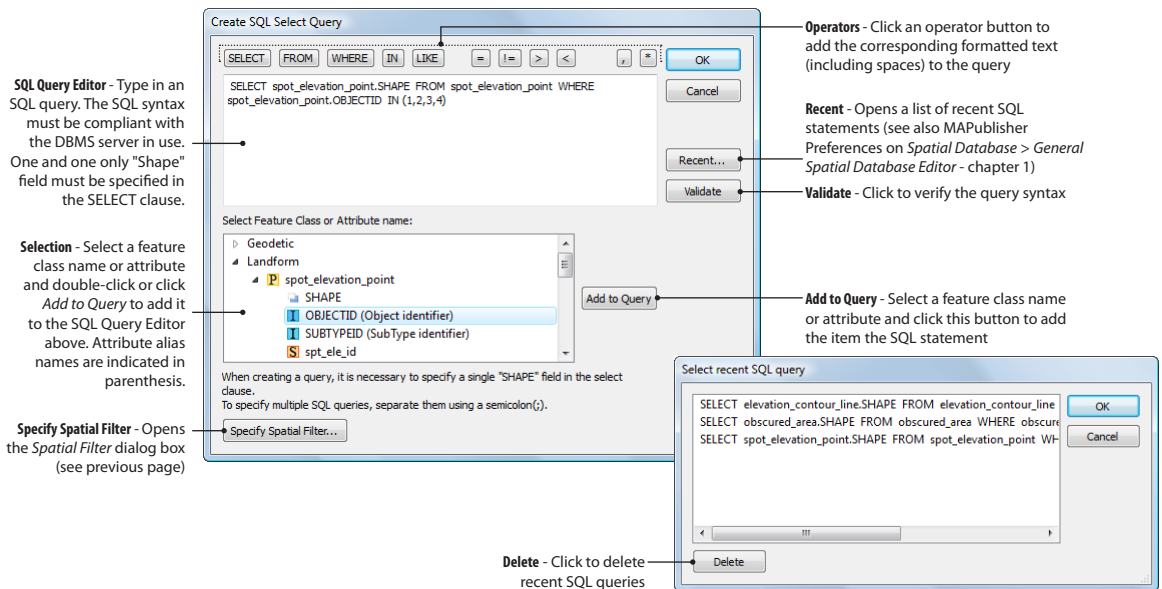 Create SQL Select Query
SELECT FROM WHERE IN LIKE = != > < , *
OK
Cancel
SELECT spot_elevation_point.SHAPE FROM spot_elevation_point WHERE
spot_elevation_point.OBJECTID IN (1,2,3,4)
Recent...
Validate
Select Feature Class or Attribute name:
Geodetic
Landform
P spot_elevation_point
SHAPE
I OBJECTID (Object identifier)
I SUBTYPEID (SubType identifier)
S spt_ele_id
Add to Query
When creating a query, it is necessary to specify a single "SHAPE" field in the select
clause.
To specify multiple SQL queries, separate them using a semicolon(;).
Specify Spatial Filter...
SQL Query Editor - Type in an
SQL query. The SQL syntax
must be compliant with
the DBMS server in use.
One and one only "Shape"
field must be specified in
the SELECT clause.
Selection - Select a feature
class name or attribute
and double-click or click
Add to Query to add it
to the SQL Query Editor
above. Attribute alias
names are indicated in
parenthesis.
Specify Spatial Filter - Opens
the Spatial Filter dialog box
(see previous page)
Operators - Click an operator button to
add the corresponding formatted text
(including spaces) to the query
Recent - Opens a list of recent SQL
statements (see also MAPublisher
Preferences on Spatial Database > General
Spatial Database Editor - chapter 1)
Validate - Click to verify the query syntax
Add to Query - Select a feature class name
or attribute and click this button to add
the item the SQL statement
Select recent SQL query
SELECT elevation_contour_line.SHAPE FROM elevation_contour_line
SELECT obscured_area.SHAPE FROM obscured_area WHERE obscure
SELECT spot_elevation_point.SHAPE FROM spot_elevation_point WH
OK
Cancel
Delete
Delete - Click to delete
recent SQL queries